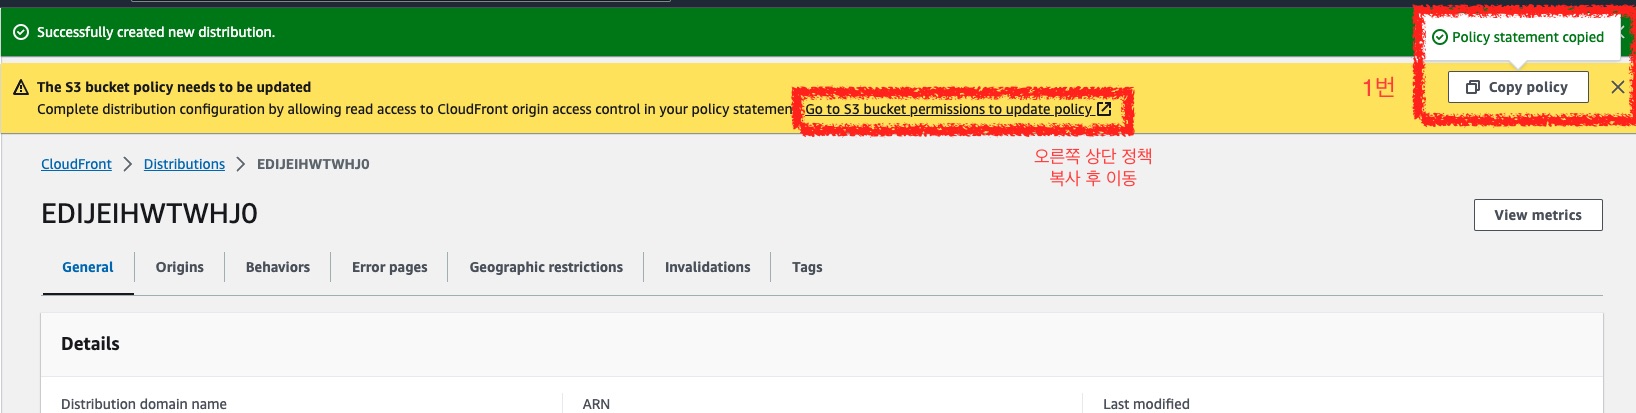 Successfully created new distribution.
Policy statement copied
The S3 bucket policy needs to be updated
Complete distribution configuration by allowing read access to CloudFront origin access control in your policy statemen
Go to S3 bucket permissions to update policy
1번
Copy policy
오른쪽 상단 정책
복사 후 이동
CloudFront > Distributions > EDIJEIHWTWHJ0
EDIJEIHWTWHJ0
View metrics
General
Origins
Behaviors
Error pages
Geographic restrictions
Invalidations
Tags
Details
Distribution domain name
ARN
Last modified